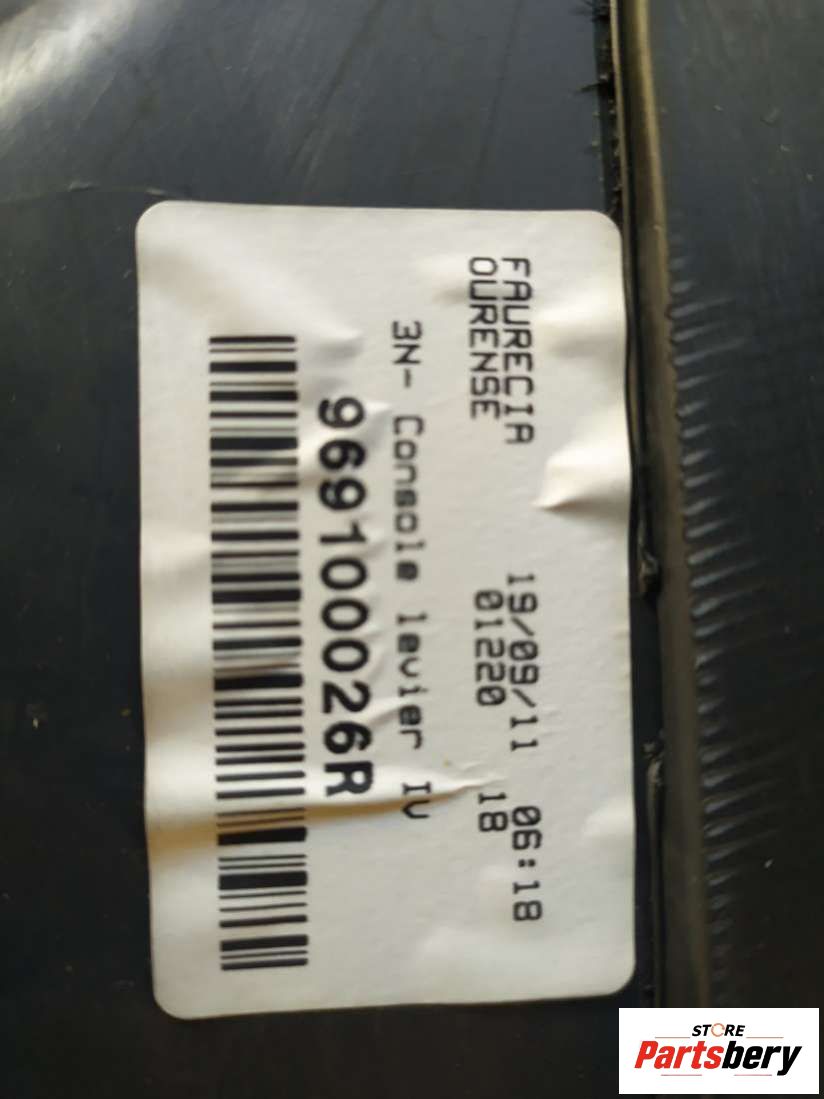 FAURECIA 19/09/11 06:18
OURENSE 01220 18
3N- Console levier IV
969100026R
STORE
Partsbery